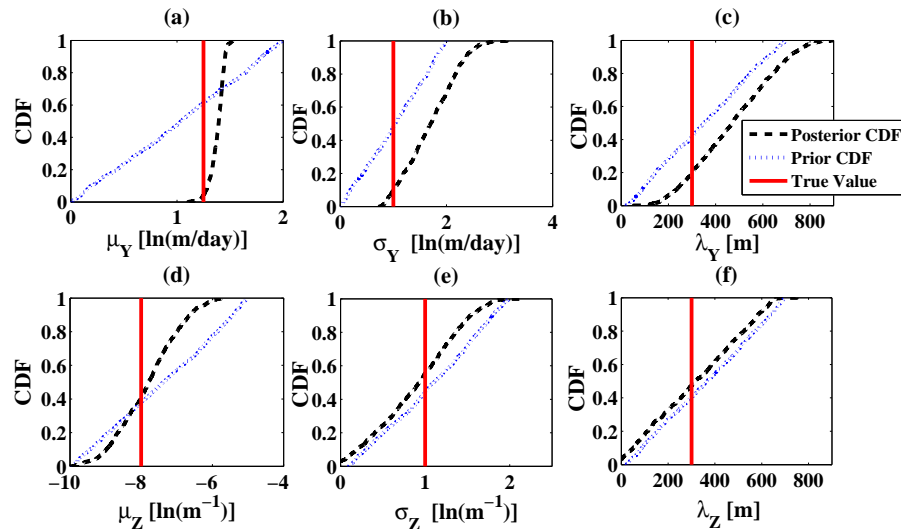 (a)
(b)
(c)
1
0.8
0.6
0.4
0.2
0
CDF
0
1
2
μY [ln(m/day)]
1
0.8
0.6
0.4
0.2
0
CDF
0
2
4
σY [ln(m/day)]
1
0.8
0.6
0.4
0.2
0
CDF
0
200
400
600
800
λY [m]
Posterior CDF
Prior CDF
True Value
(d)
(e)
(f)
1
0.8
0.6
0.4
0.2
0
CDF
−10
−8
−6
−4
μZ [ln(m⁻¹)]
1
0.8
0.6
0.4
0.2
0
CDF
0
1
2
σZ [ln(m⁻¹)]
1
0.8
0.6
0.4
0.2
0
CDF
0
200
400
600
800
λZ [m]